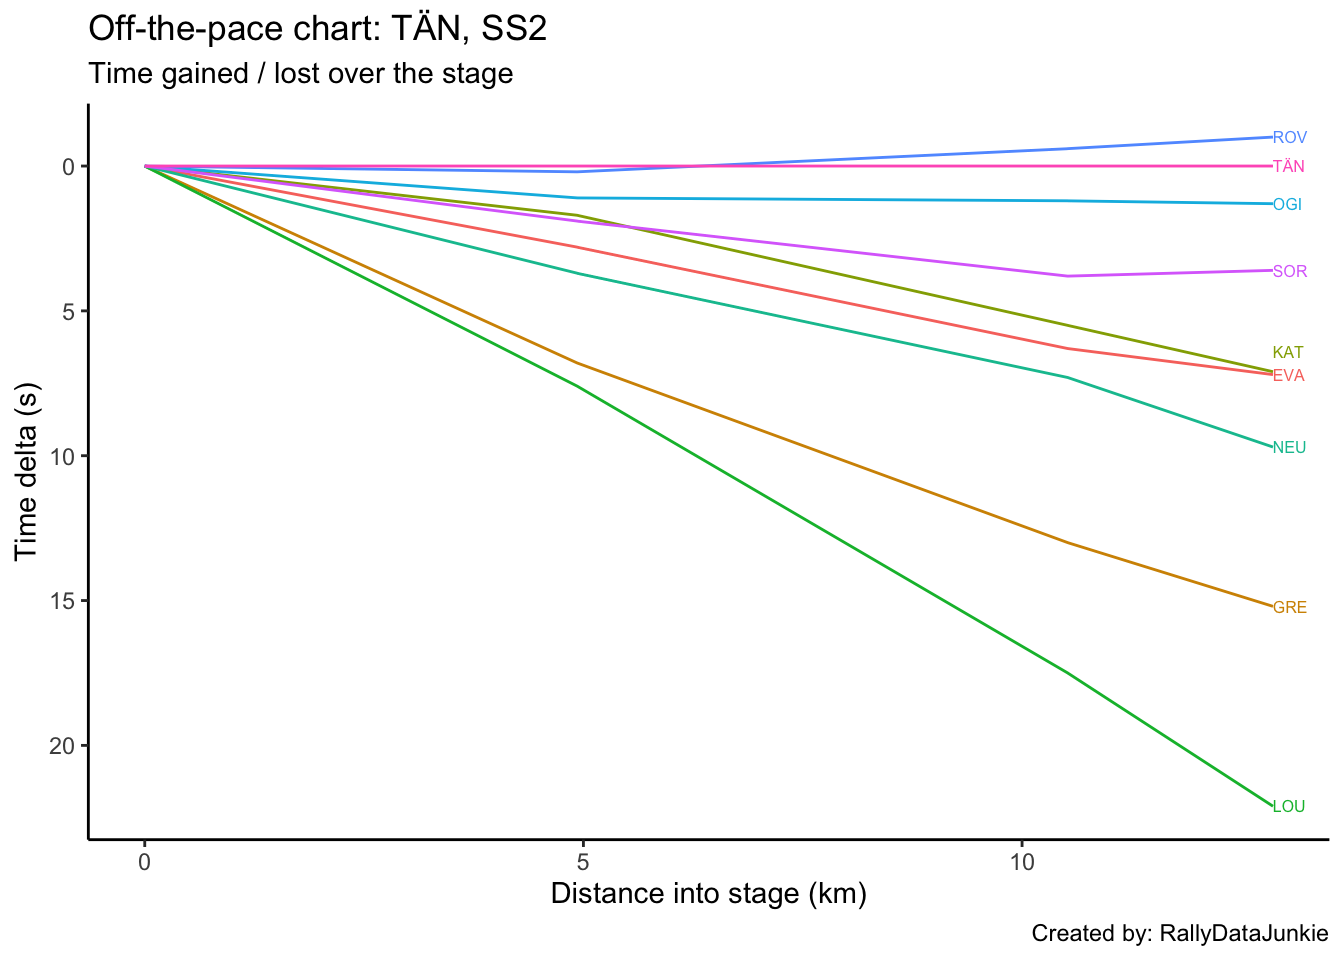 Off-the-pace chart: TÄN, SS2
Time gained / lost over the stage
Time delta (s)
0
5
10
15
20
ROV
TÄN
OGI
SOR
KAT
EVA
NEU
GRE
LOU
0 5 10
Distance into stage (km)
Created by: RallyDataJunkie